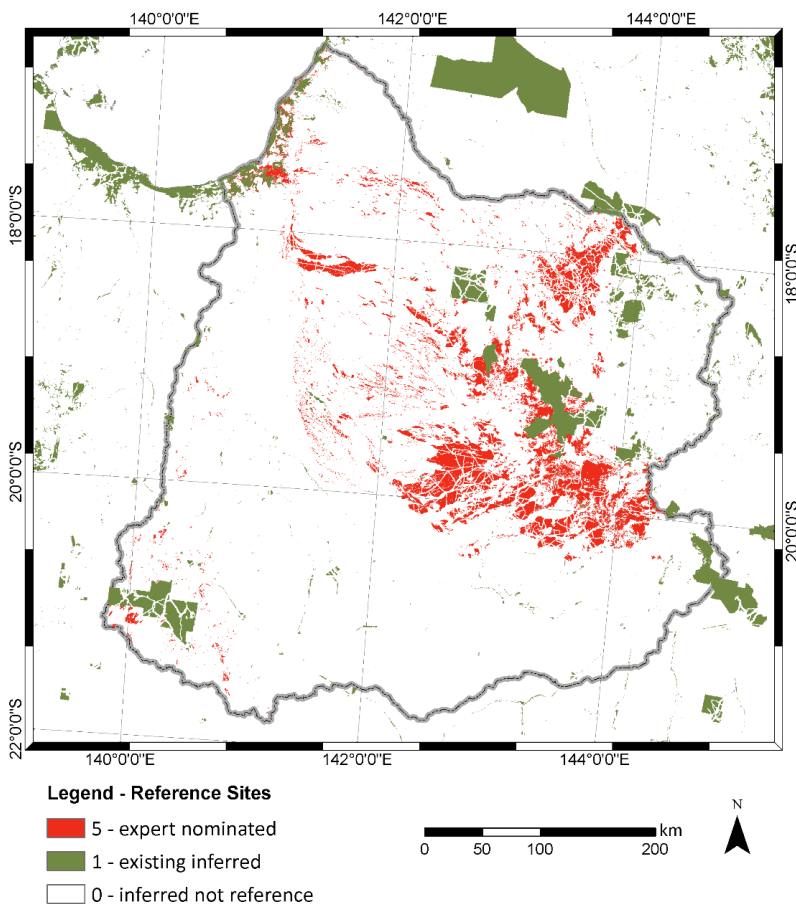 140°0'0"E 142°0'0"E 144°0'0"E
18°0'0"S
18°0'0"S
20°0'0"S
20°0'0"S
22°0'0"S
140°0'0"E 142°0'0"E 144°0'0"E
Legend - Reference Sites
5 - expert nominated
1 - existing inferred
0 - inferred not reference
km
0 50 100 200
N